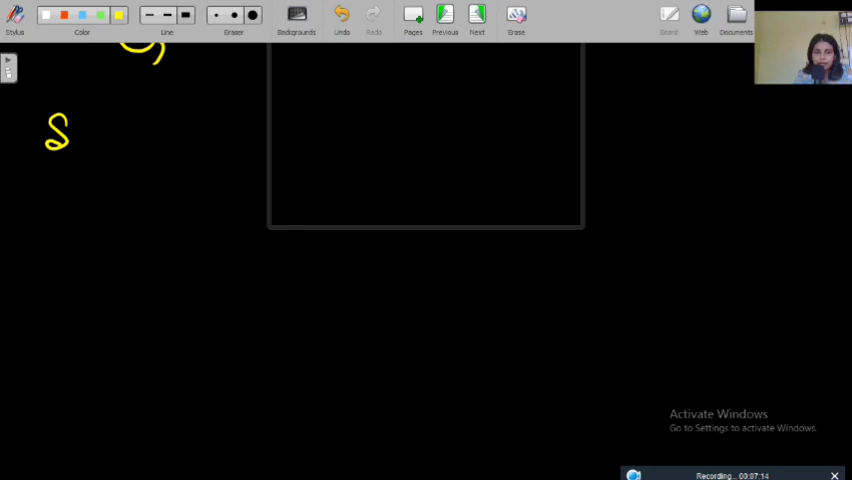 Stylus Color Line Eraser Backgrounds Undo Redo Pages Previous Next Erase Board Web Documents
S
Activate Windows
Go to Settings to activate Windows.
Recording... 00:07:14